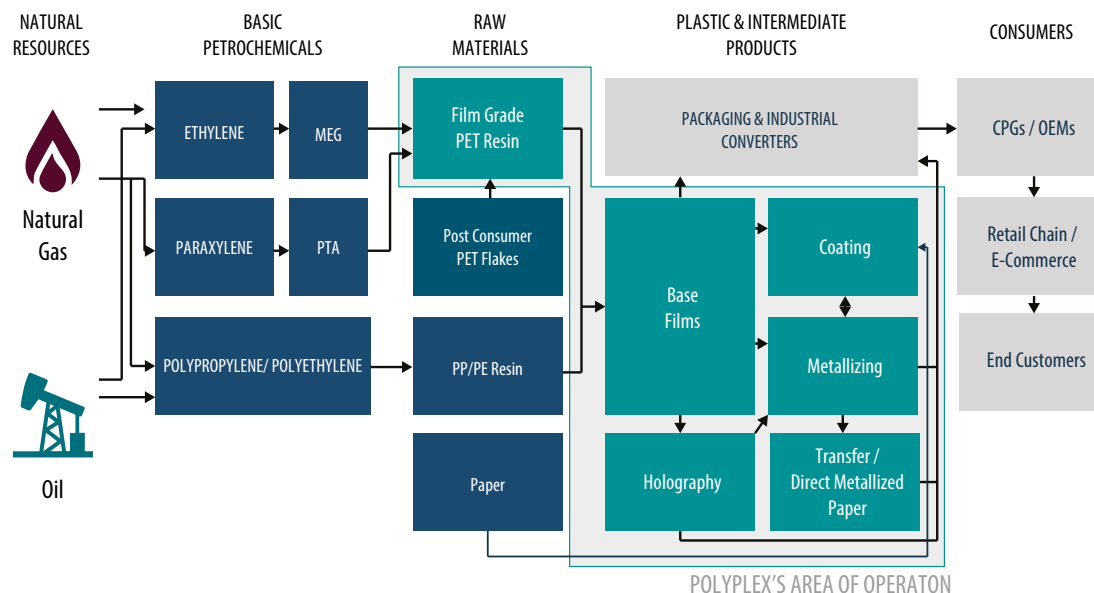 NATURAL
RESOURCES
BASIC
PETROCHEMICALS
RAW
MATERIALS
PLASTIC & INTERMEDIATE
PRODUCTS
CONSUMERS
Natural
Gas
Oil
ETHYLENE
MEG
PARAXYLENE
PTA
POLYPROPYLENE/ POLYETHYLENE
Film Grade
PET Resin
Post Consumer
PET Flakes
PP/PE Resin
Paper
PACKAGING & INDUSTRIAL
CONVERTERS
Base
Films
Coating
Metallizing
Holography
Transfer /
Direct Metallized
Paper
CPGs / OEMs
Retail Chain /
E-Commerce
End Customers
POLYPLEX'S AREA OF OPERATON